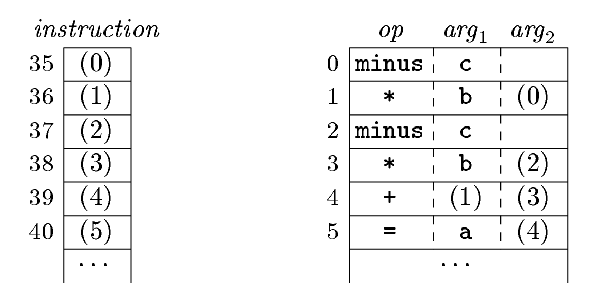 instruction op arg1 arg2
35 (0) 0 minus c
36 (1) 1 * b (0)
37 (2) 2 minus c
38 (3) 3 * b (2)
39 (4) 4 + (1) (3)
40 (5) 5 = a (4)
... ...